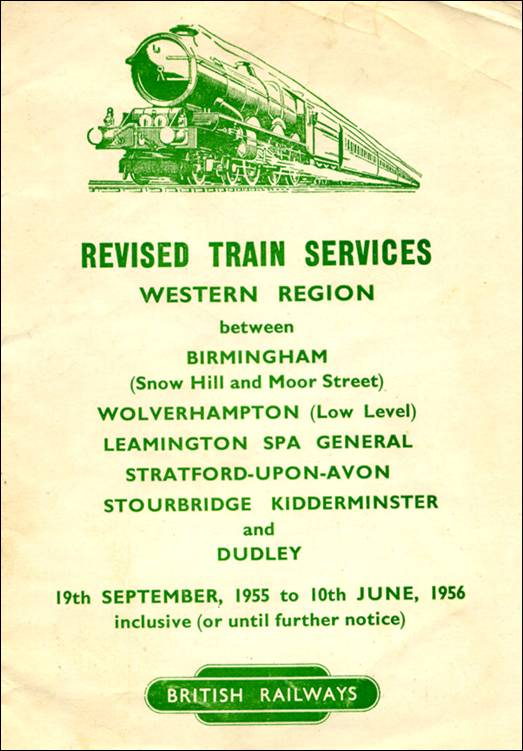 REVISED TRAIN SERVICES
WESTERN REGION
between
BIRMINGHAM
(Snow Hill and Moor Street)
WOLVERHAMPTON (Low Level)
LEAMINGTON SPA GENERAL
STRATFORD-UPON-AVON
STOURBRIDGE KIDDERMINSTER
and
DUDLEY
19th SEPTEMBER, 1955 to 10th JUNE, 1956
inclusive (or until further notice)
BRITISH RAILWAYS